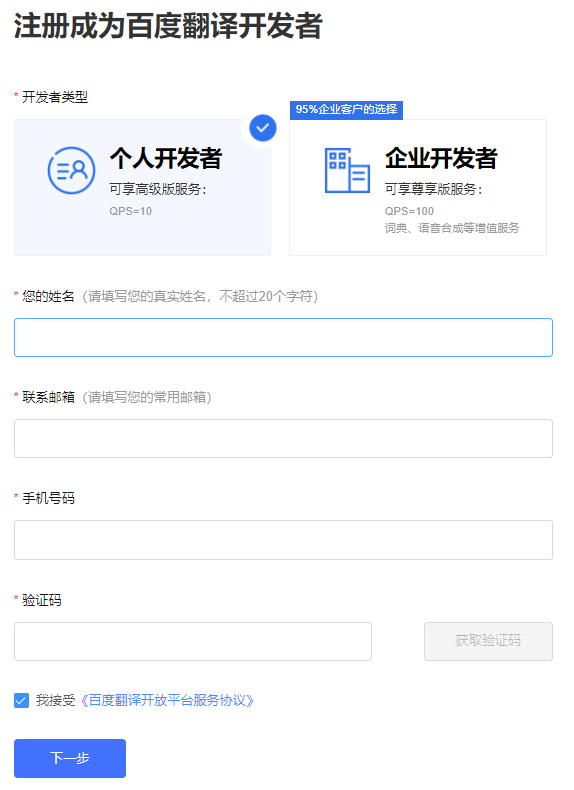 注册成为百度翻译开发者
* 开发者类型
95%企业客户的选择
个人开发者
可享高级版服务：
QPS=10
企业开发者
可享尊享版服务：
QPS=100
词典、语音合成等增值服务
* 您的姓名（请填写您的真实姓名，不超过20个字符）
* 联系邮箱（请填写您的常用邮箱）
* 手机号码
* 验证码
获取验证码
我接受《百度翻译开放平台服务协议》
下一步